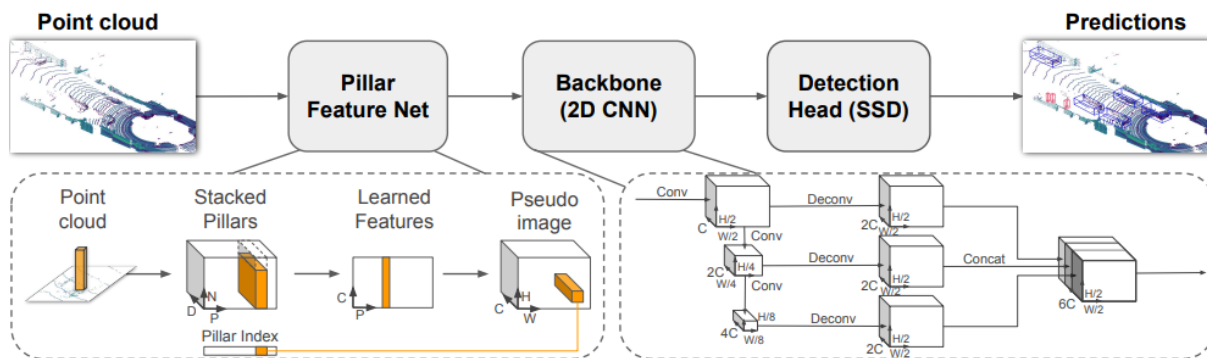 Point cloud
Predictions
Pillar
Feature Net
Backbone
(2D CNN)
Detection
Head (SSD)
Point
cloud
Stacked
Pillars
Learned
Features
Pseudo
image
N
D
P
C
P
H
C
W
Pillar Index
Conv
H/2
C
W/2
Conv
Deconv
H/2
2C
W/2
H/4
2C
W/4
Conv
Deconv
H/2
2C
W/2
Concat
H/8
4C
W/8
Deconv
H/2
2C
W/2
H/2
6C
W/2